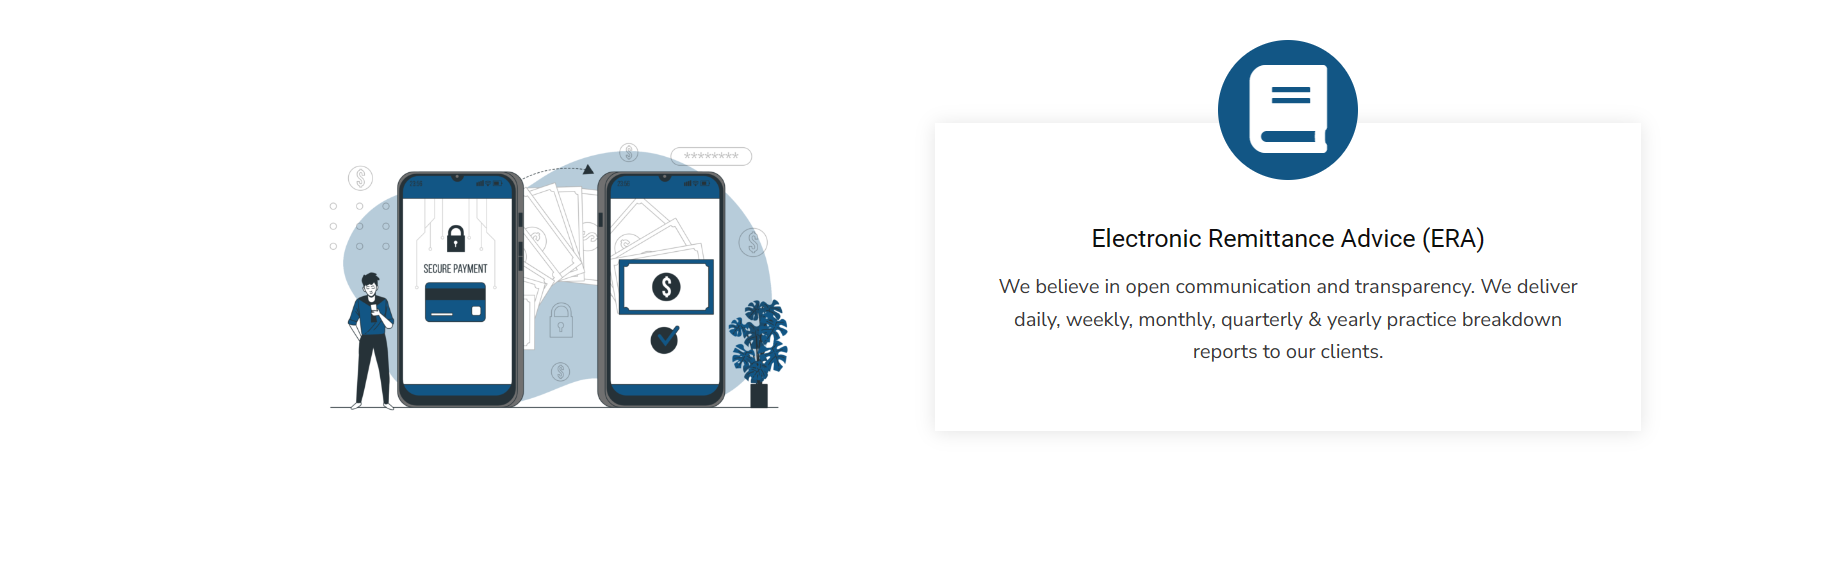 ********
SECURE PAYMENT
Electronic Remittance Advice (ERA)
We believe in open communication and transparency. We deliver
daily, weekly, monthly, quarterly & yearly practice breakdown
reports to our clients.